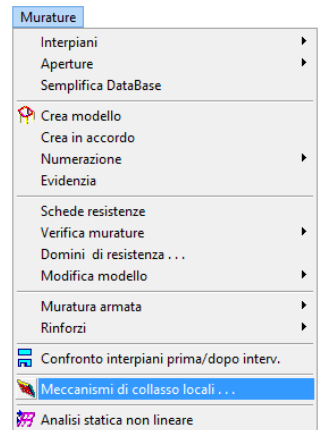 Murature
Interpiani
Aperture
Semplifica DataBase
Crea modello
Crea in accordo
Numerazione
Evidenzia
Schede resistenze
Verifica murature
Domini di resistenza . . .
Modifica modello
Muratura armata
Rinforzi
Confronto interpiani prima/dopo interv.
Meccanismi di collasso locali . . .
Analisi statica non lineare